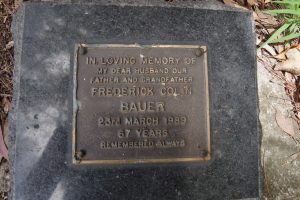 IN LOVING MEMORY OF
MY DEAR HUSBAND OUR
FATHER AND GRANDFATHER
FREDERICK COLIN
BAUER
23RD MARCH 1989
67 YEARS
REMEMBERED ALWAYS